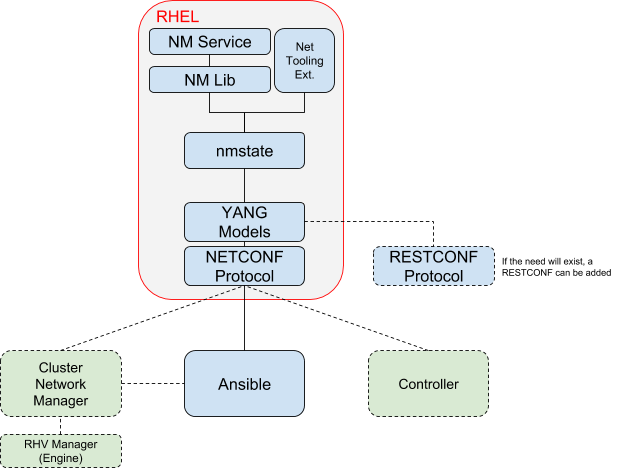 RHEL
NM Service
NM Lib
Net
Tooling
Ext.
nmstate
YANG
Models
NETCONF
Protocol
RESTCONF
Protocol
If the need will exist, a
RESTCONF can be added
Cluster
Network
Manager
Ansible
Controller
RHV Manager
(Engine)